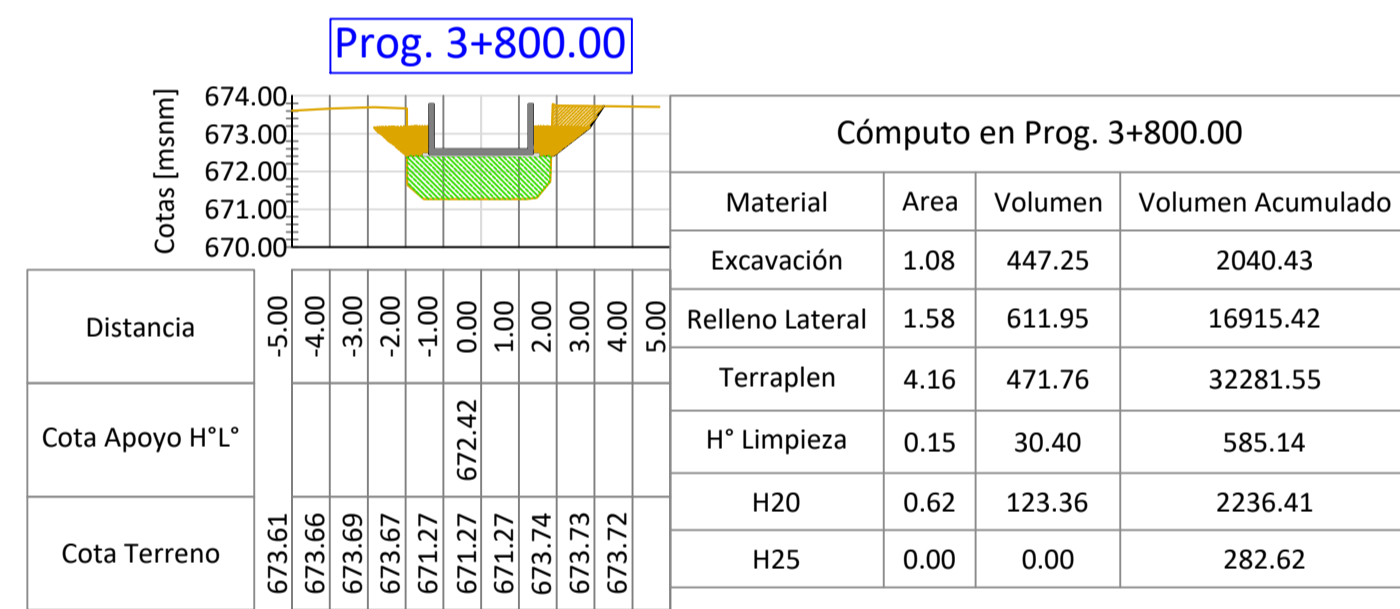 Prog. 3+800.00
Cotas [msnm]
674.00
673.00
672.00
671.00
670.00
Distancia -5.00 -4.00 -3.00 -2.00 -1.00 0.00 1.00 2.00 3.00 4.00 5.00
Cota Apoyo H°L° 672.42
Cota Terreno 673.61 673.66 673.69 673.67 671.27 671.27 671.27 673.74 673.73 673.72
Cómputo en Prog. 3+800.00
Material Area Volumen Volumen Acumulado
Excavación 1.08 447.25 2040.43
Relleno Lateral 1.58 611.95 16915.42
Terraplen 4.16 471.76 32281.55
H° Limpieza 0.15 30.40 585.14
H20 0.62 123.36 2236.41
H25 0.00 0.00 282.62